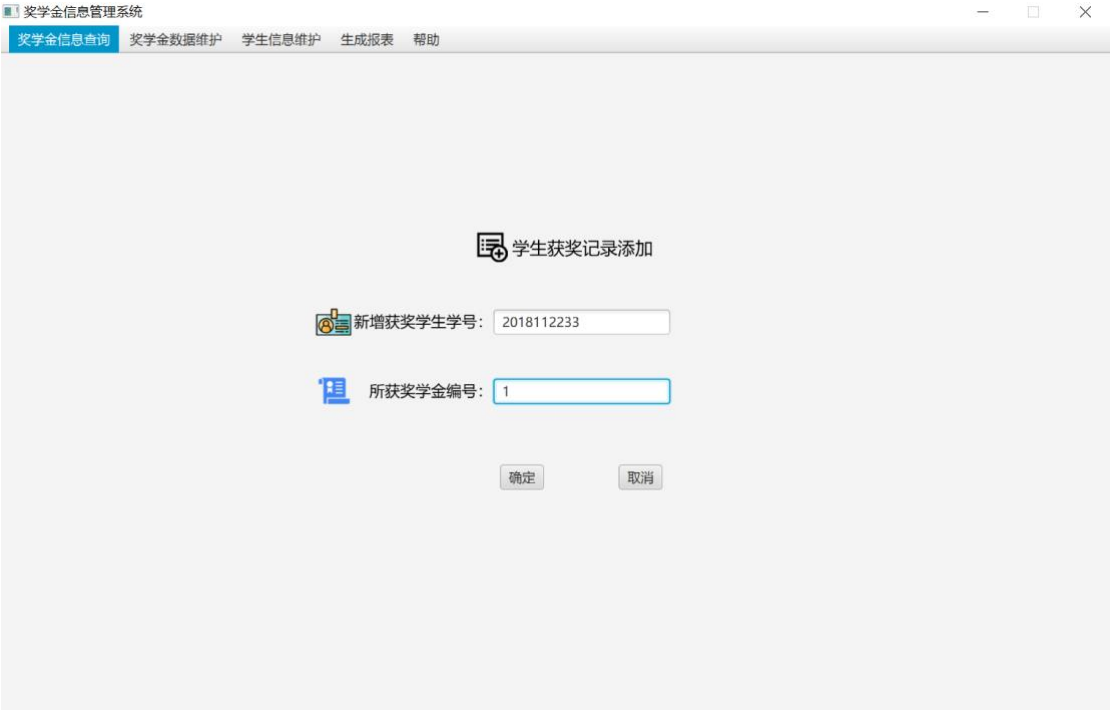 奖学金信息管理系统
奖学金信息查询 奖学金数据维护 学生信息维护 生成报表 帮助
学生获奖记录添加
新增获奖学生学号： 2018112233
所获奖学金编号： 1
确定 取消